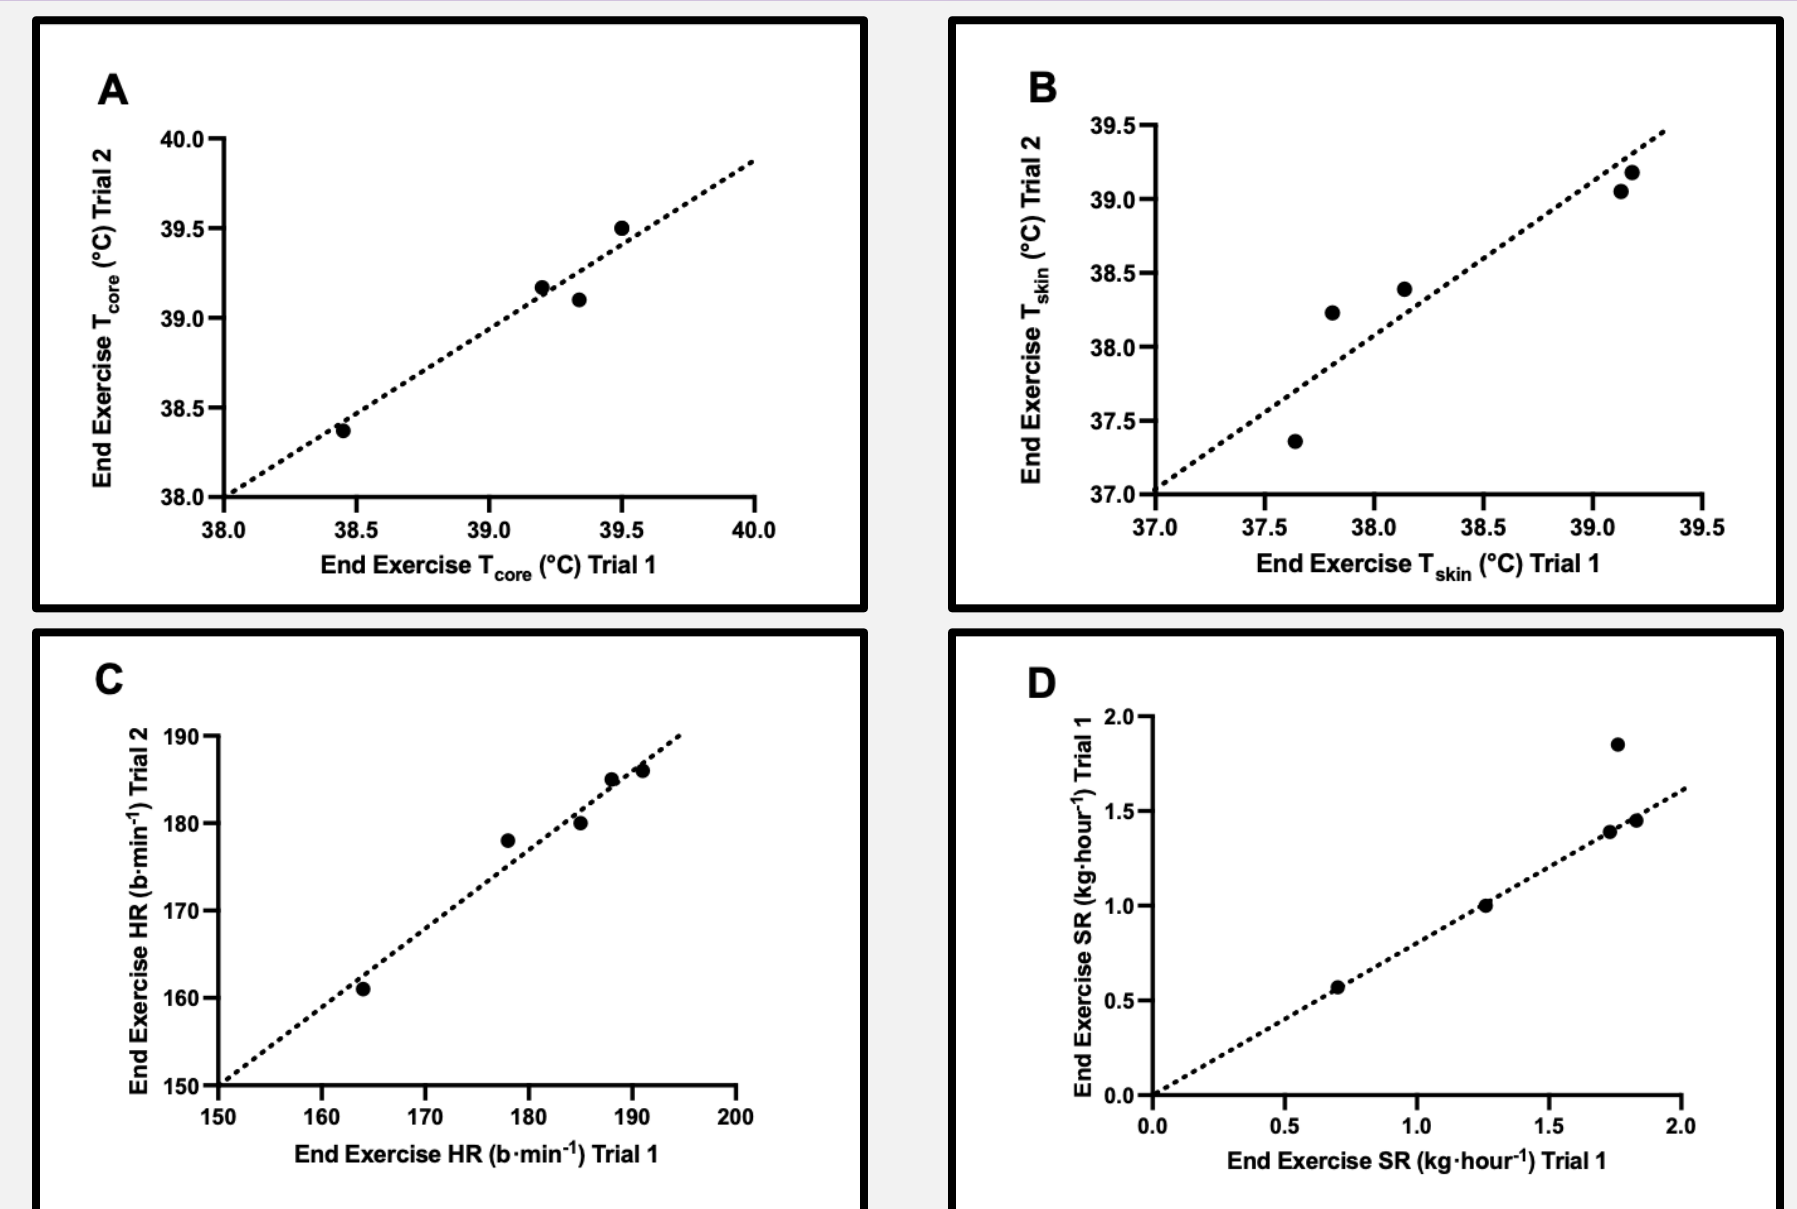 A
End Exercise Tcore (°C) Trial 2
40.0
39.5
39.0
38.5
38.0
38.0 38.5 39.0 39.5 40.0
End Exercise Tcore (°C) Trial 1
B
End Exercise Tskin (°C) Trial 2
39.5
39.0
38.5
38.0
37.5
37.0
37.0 37.5 38.0 38.5 39.0 39.5
End Exercise Tskin (°C) Trial 1
C
End Exercise HR (b·min-1) Trial 2
190
180
170
160
150
150 160 170 180 190 200
End Exercise HR (b·min-1) Trial 1
D
End Exercise SR (kg·hour-1) Trial 1
2.0
1.5
1.0
0.5
0.0
0.0 0.5 1.0 1.5 2.0
End Exercise SR (kg·hour-1) Trial 1